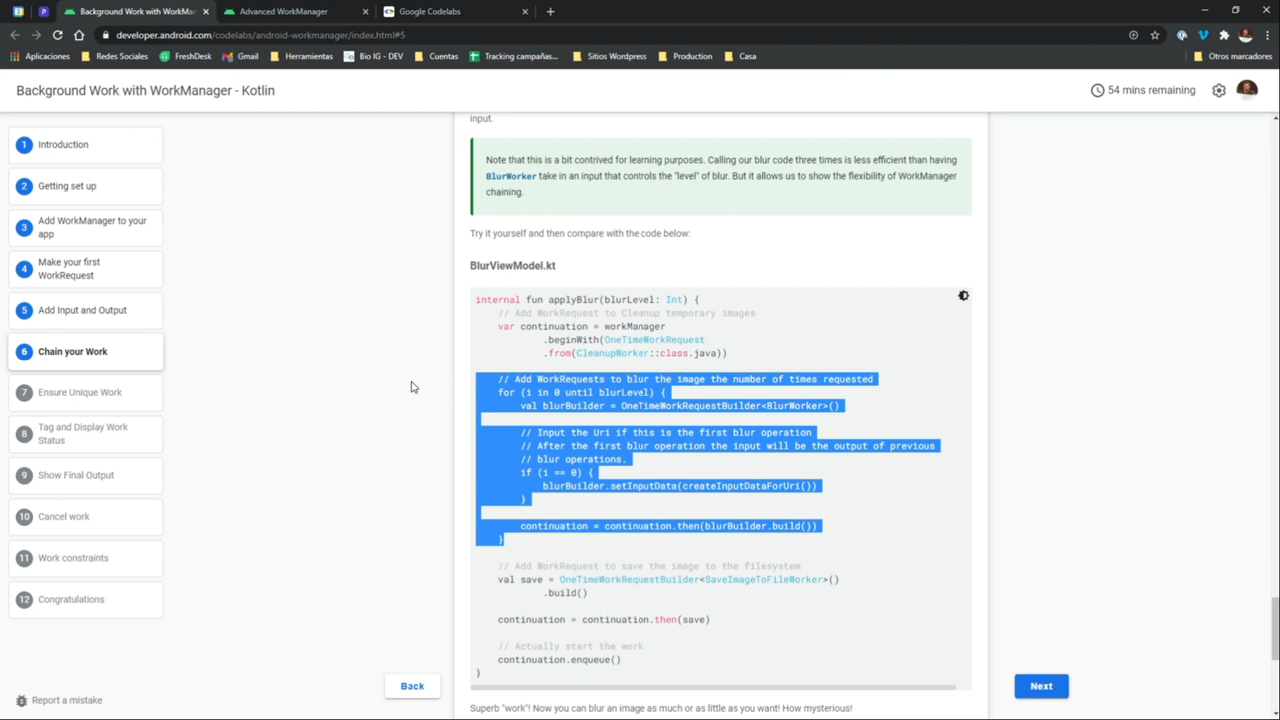 Background Work with WorkMan
Advanced WorkManager
Google Codelabs
developer.android.com/codelabs/android-workmanager/index.html#5
Aplicaciones
Redes Sociales
FreshDesk
Gmail
Herramientas
Bio IG - DEV
Cuentas
Tracking campañas...
Sitios Wordpress
Production
Casa
Otros marcadores
Background Work with WorkManager - Kotlin
54 mins remaining
1 Introduction
2 Getting set up
3 Add WorkManager to your
app
4 Make your first
WorkRequest
5 Add Input and Output
6 Chain your Work
7 Ensure Unique Work
8 Tag and Display Work
Status
9 Show Final Output
10 Cancel work
11 Work constraints
12 Congratulations
Report a mistake
input.
Note that this is a bit contrived for learning purposes. Calling our blur code three times is less efficient than having
BlurWorker take in an input that controls the "level" of blur. But it allows us to show the flexibility of WorkManager
chaining.
Try it yourself and then compare with the code below:
BlurViewModel.kt
internal fun applyBlur(blurLevel: Int) {
// Add WorkRequest to Cleanup temporary images
var continuation = workManager
.beginWith(OneTimeWorkRequest
.from(CleanupWorker::class.java))
// Add WorkRequests to blur the image the number of times requested
for (i in 0 until blurLevel) {
val blurBuilder = OneTimeWorkRequestBuilder<BlurWorker>()
// Input the Uri if this is the first blur operation
// After the first blur operation the input will be the output of previous
// blur operations.
if (i == 0) {
blurBuilder.setInputData(createInputDataForUri())
}
continuation = continuation.then(blurBuilder.build())
}
// Add WorkRequest to save the image to the filesystem
val save = OneTimeWorkRequestBuilder<SaveImageToFileWorker>()
.build()
continuation = continuation.then(save)
// Actually start the work
continuation.enqueue()
}
Back
Next
Superb "work"! Now you can blur an image as much or as little as you want! How mysterious!